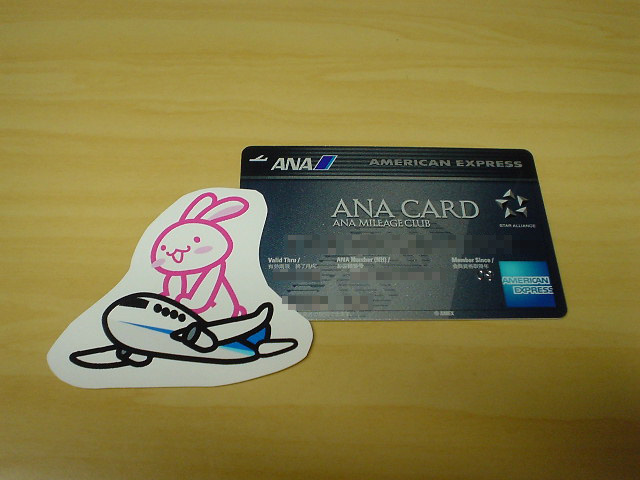 ANA
AMERICAN EXPRESS
ANA CARD
ANA MILEAGE CLUB
STAR ALLIANCE
Valid Thru /
ANA Number (NH) /
Member Since /
AMERICAN
EXPRESS
© AMEX